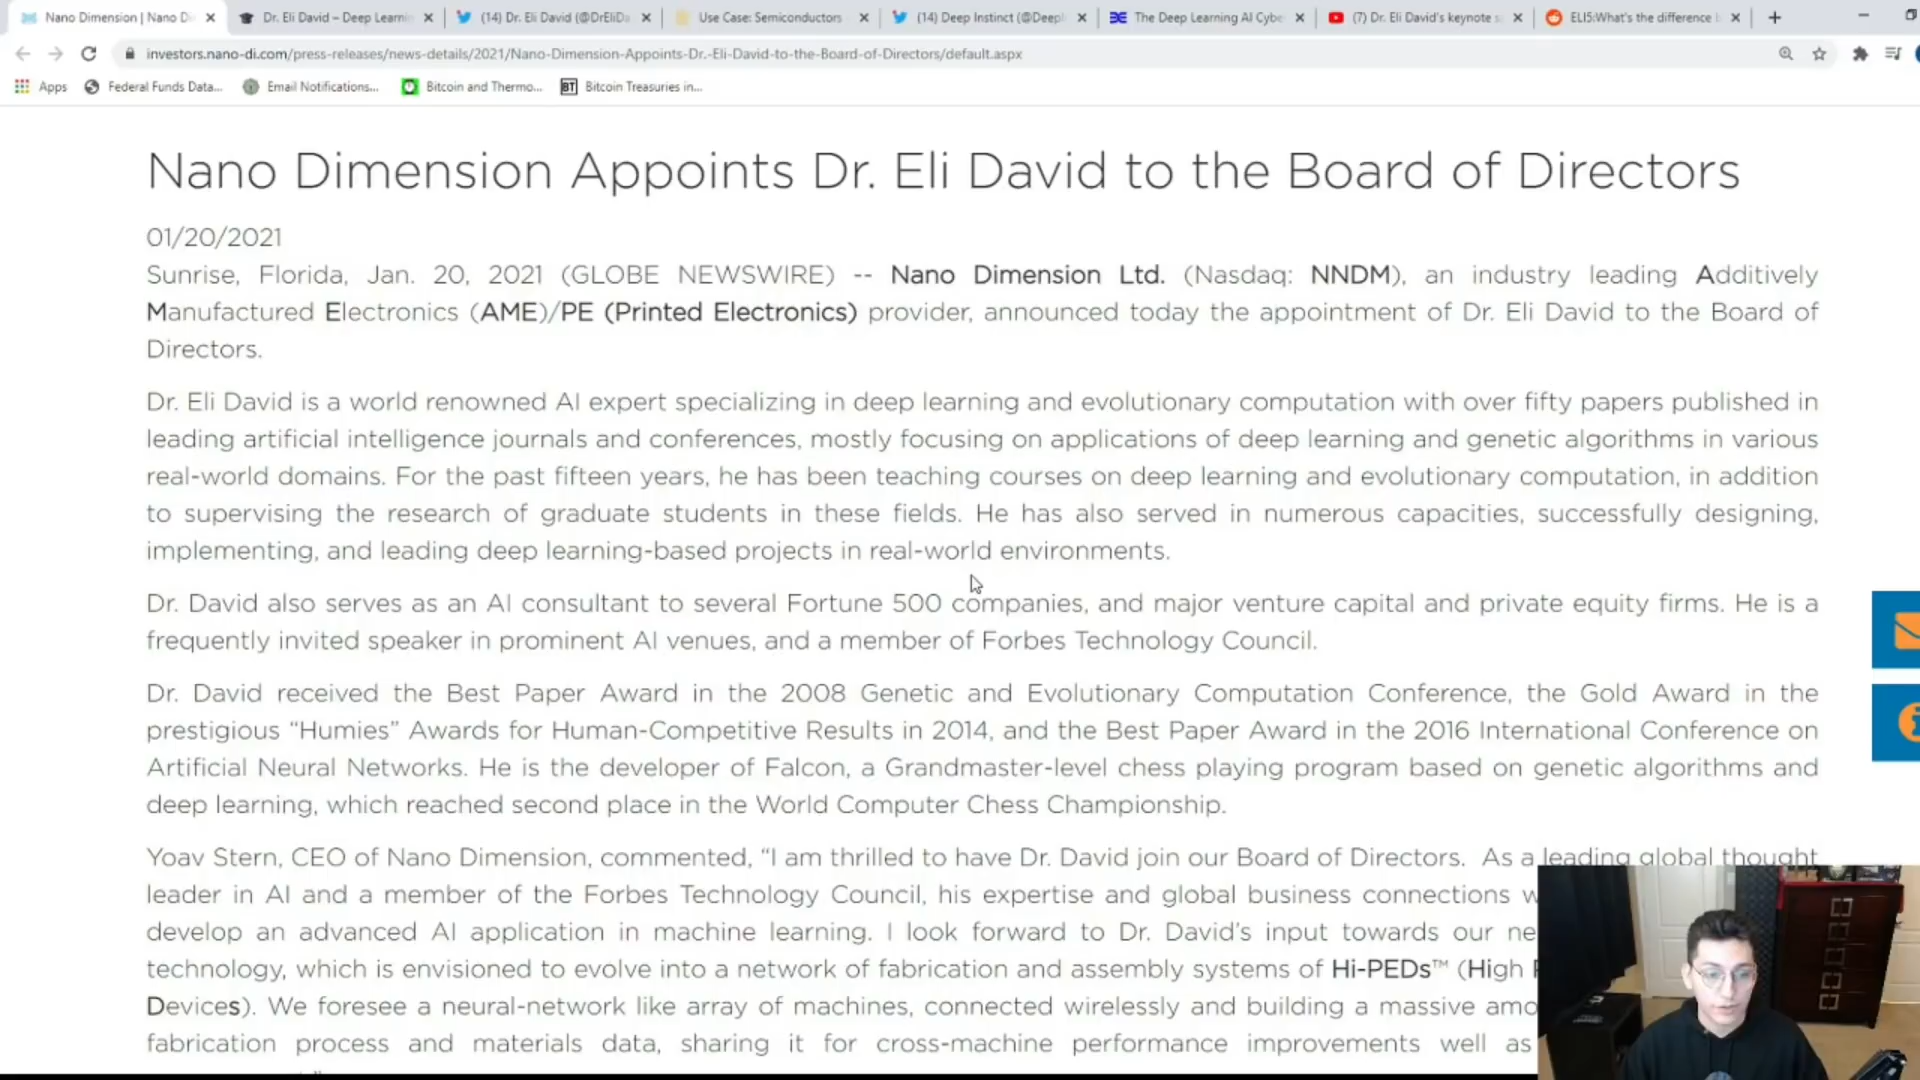 Nano Dimension | Nano Di
Dr. Eli David – Deep Learnin
(14) Dr. Eli David (@DrEliDa
Use Case: Semiconductors
(14) Deep Instinct (@DeepI
The Deep Learning AI Cybe
(7) Dr. Eli David's keynote s
ELI5:What's the difference b
investors.nano-di.com/press-releases/news-details/2021/Nano-Dimension-Appoints-Dr.-Eli-David-to-the-Board-of-Directors/default.aspx
Apps
Federal Funds Data...
Email Notifications...
Bitcoin and Thermo...
BT Bitcoin Treasuries in...
Nano Dimension Appoints Dr. Eli David to the Board of Directors
01/20/2021
Sunrise, Florida, Jan. 20, 2021 (GLOBE NEWSWIRE) -- Nano Dimension Ltd. (Nasdaq: NNDM), an industry leading Additively
Manufactured Electronics (AME)/PE (Printed Electronics) provider, announced today the appointment of Dr. Eli David to the Board of
Directors.
Dr. Eli David is a world renowned AI expert specializing in deep learning and evolutionary computation with over fifty papers published in
leading artificial intelligence journals and conferences, mostly focusing on applications of deep learning and genetic algorithms in various
real-world domains. For the past fifteen years, he has been teaching courses on deep learning and evolutionary computation, in addition
to supervising the research of graduate students in these fields. He has also served in numerous capacities, successfully designing,
implementing, and leading deep learning-based projects in real-world environments.
Dr. David also serves as an AI consultant to several Fortune 500 companies, and major venture capital and private equity firms. He is a
frequently invited speaker in prominent AI venues, and a member of Forbes Technology Council.
Dr. David received the Best Paper Award in the 2008 Genetic and Evolutionary Computation Conference, the Gold Award in the
prestigious “Humies” Awards for Human-Competitive Results in 2014, and the Best Paper Award in the 2016 International Conference on
Artificial Neural Networks. He is the developer of Falcon, a Grandmaster-level chess playing program based on genetic algorithms and
deep learning, which reached second place in the World Computer Chess Championship.
Yoav Stern, CEO of Nano Dimension, commented, “I am thrilled to have Dr. David join our Board of Directors. As a leading global thought
leader in AI and a member of the Forbes Technology Council, his expertise and global business connections w
develop an advanced AI application in machine learning. I look forward to Dr. David's input towards our ne
technology, which is envisioned to evolve into a network of fabrication and assembly systems of Hi-PEDs™ (High P
Devices). We foresee a neural-network like array of machines, connected wirelessly and building a massive amo
fabrication process and materials data, sharing it for cross-machine performance improvements well as